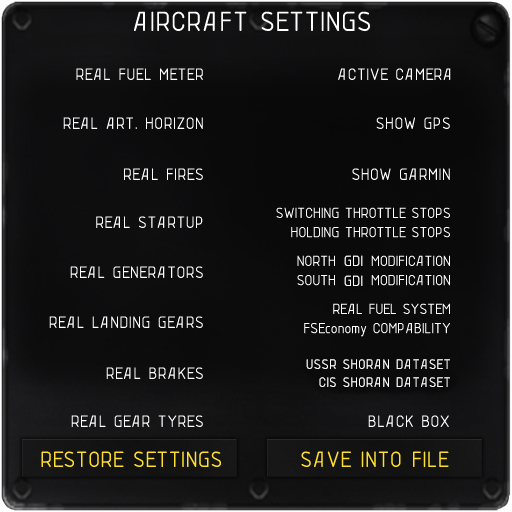 AIRCRAFT SETTINGS
REAL FUEL METER
REAL ART. HORIZON
REAL FIRES
REAL STARTUP
REAL GENERATORS
REAL LANDING GEARS
REAL BRAKES
REAL GEAR TYRES
ACTIVE CAMERA
SHOW GPS
SHOW GARMIN
SWITCHING THROTTLE STOPS
HOLDING THROTTLE STOPS
NORTH GDI MODIFICATION
SOUTH GDI MODIFICATION
REAL FUEL SYSTEM
FSEconomy COMPABILITY
USSR SHORAN DATASET
CIS SHORAN DATASET
BLACK BOX
RESTORE SETTINGS
SAVE INTO FILE